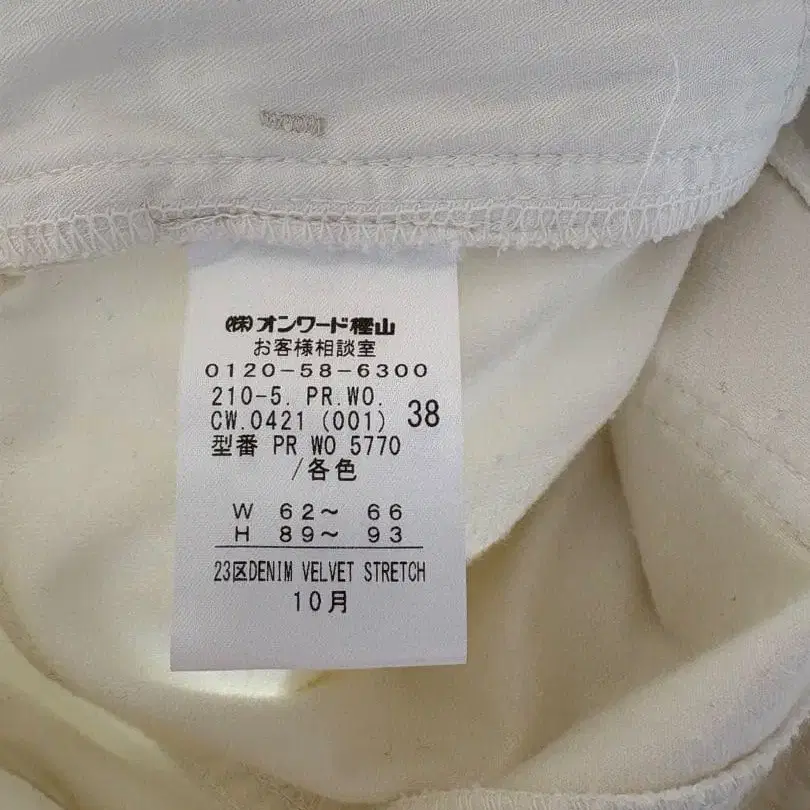 ㈱オンワード樫山
お客様相談室
0120-58-6300
210-5. PR.WO.
CW.0421 (001) 38
型番 PR WO 5770
/各色
W 62～ 66
H 89～ 93
23区DENIM VELVET STRETCH
10月